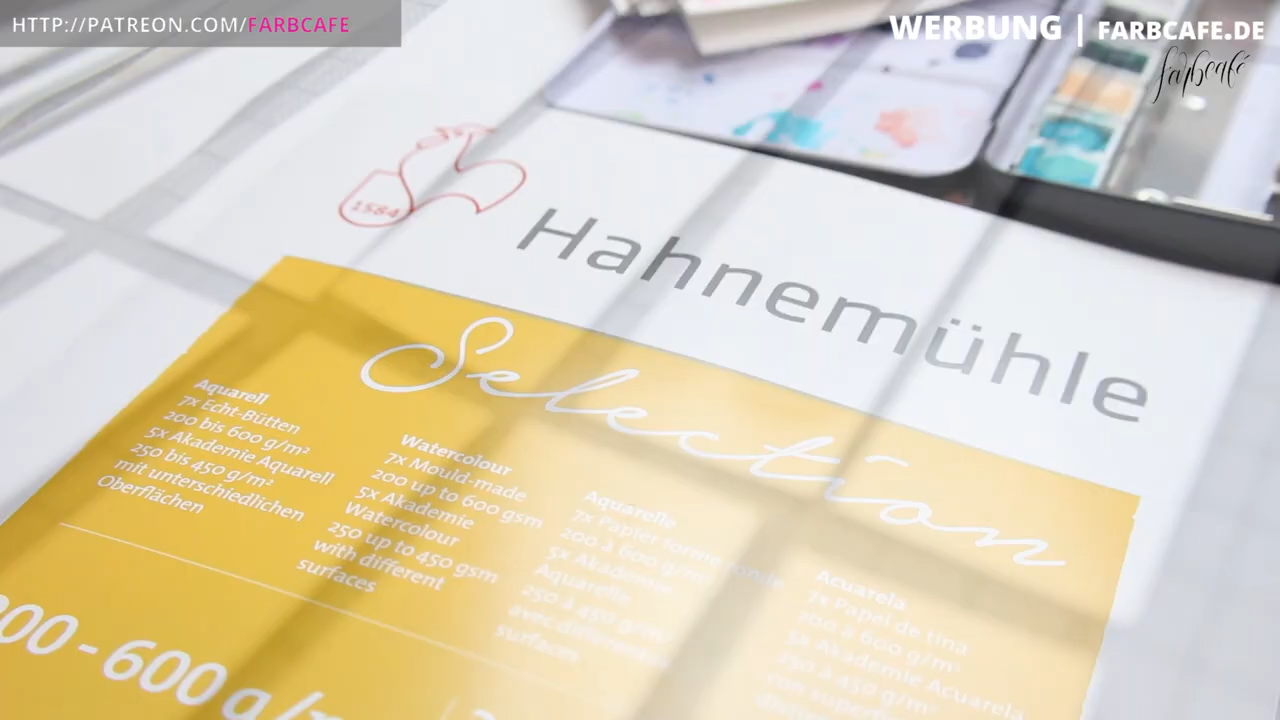 HTTP://PATREON.COM/FARBCAFE
WERBUNG | FARBCAFE.DE
farbcafé
1584
Hahnemühle
Selection
Aquarell
7x Echt-Bütten
200 bis 600 g/m²
5x Akademie Aquarell
250 bis 450 g/m²
mit unterschiedlichen
Oberflächen
Watercolour
7x Mould-made
200 up to 600 gsm
5x Akademie
Watercolour
250 up to 450 gsm
with different
surfaces
Aquarelle
7x Papier forme ronde
200 à 600 g/m²
5x Akademie
Aquarelle
250 à 450 g/m²
avec différentes
surfaces
Acuarela
7x Papel de tina
200 a 600 g/m²
5x Akademie Acuarela
250 a 450 g/m²
con
00 - 600 g/